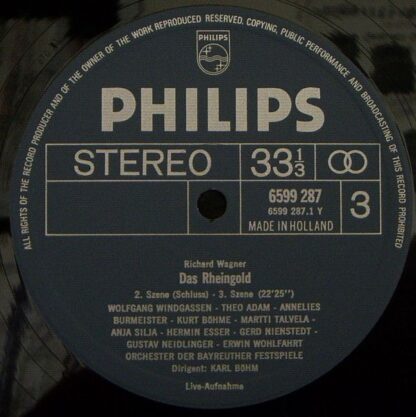 ALL RIGHTS OF THE RECORD PRODUCER AND OF THE OWNER OF THE WORK REPRODUCED RESERVED. COPYING, PUBLIC PERFORMANCE AND BROADCASTING OF THIS RECORD PROHIBITED
PHILIPS
PHILIPS
STEREO
33 1/3
6599 287
6599 287.1 Y
MADE IN HOLLAND
3
Richard Wagner
Das Rheingold
2. Szene (Schluss) - 3. Szene (22'25'')
WOLFGANG WINDGASSEN - THEO ADAM - ANNELIES
BURMEISTER - KURT BÖHME - MARTTI TALVELA -
ANJA SILJA - HERMIN ESSER - GERD NIENSTEDT -
GUSTAV NEIDLINGER - ERWIN WOHLFAHRT
ORCHESTER DER BAYREUTHER FESTSPIELE
Dirigent: KARL BÖHM
Live-Aufnahme